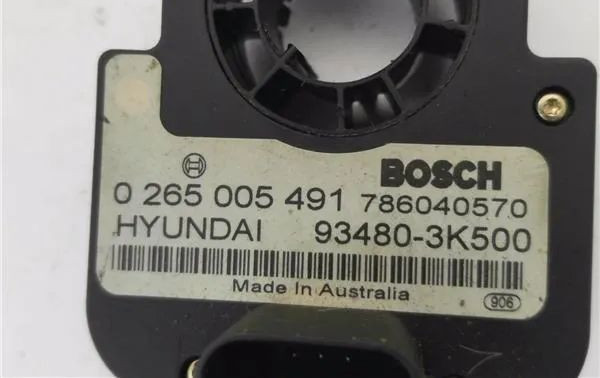 BOSCH
0 265 005 491 786040570
HYUNDAI 93480-3K500
Made In Australia
906